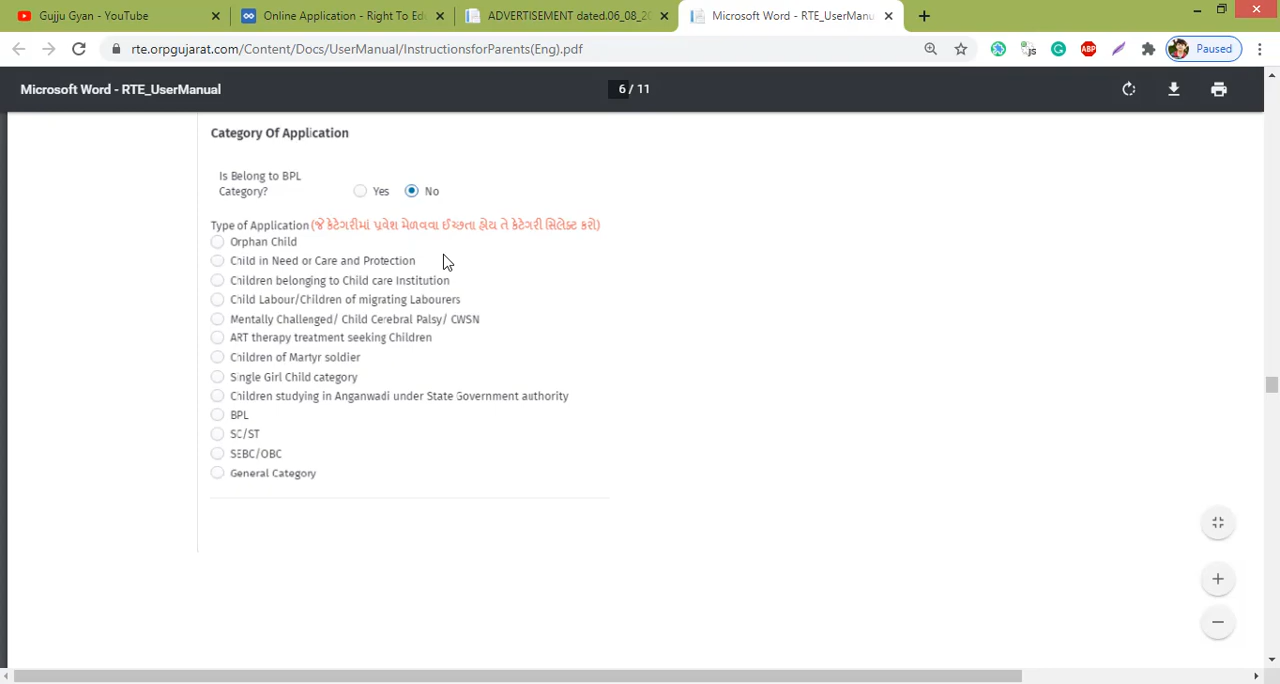 Gujju Gyan - YouTube
Online Application - Right To Ed
ADVERTISEMENT dated.06_08_20
Microsoft Word - RTE_UserManu
rte.orpgujarat.com/Content/Docs/UserManual/InstructionsForParents(Eng).pdf
js
ABP
Paused
Microsoft Word - RTE_UserManual
6 / 11
Category Of Application
Is Belong to BPL
Category?
Yes
No
Type of Application (જે કેટેગરીમાં પ્રવેશ મેળવવા ઈચ્છતા હોય તે કેટેગરી સિલેક્ટ કરો)
Orphan Child
Child in Need or Care and Protection
Children belonging to Child care Institution
Child Labour/Children of migrating Labourers
Mentally Challenged/ Child Cerebral Palsy/ CWSN
ART therapy treatment seeking Children
Children of Martyr soldier
Single Girl Child category
Children studying in Anganwadi under State Government authority
BPL
SC/ST
SEBC/OBC
General Category